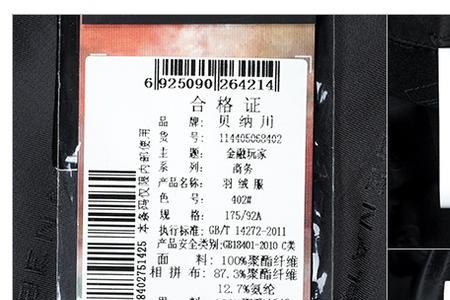 6 925090 264214
合格证
品 牌: 贝纳川
货 号: 114405068402
主 题: 金融玩家
系 列: 商务
产品名称: 羽绒服
色 号: 402#
规 格: 175/92A
执行标准: GB/T 14272-2011
产品安全类别:GB18401-2010 C类
面 料: 100%聚酯纤维
相 拼 布: 87.3%聚酯纤维
12.7%氨纶
本条码仅限内部使用
8402751425